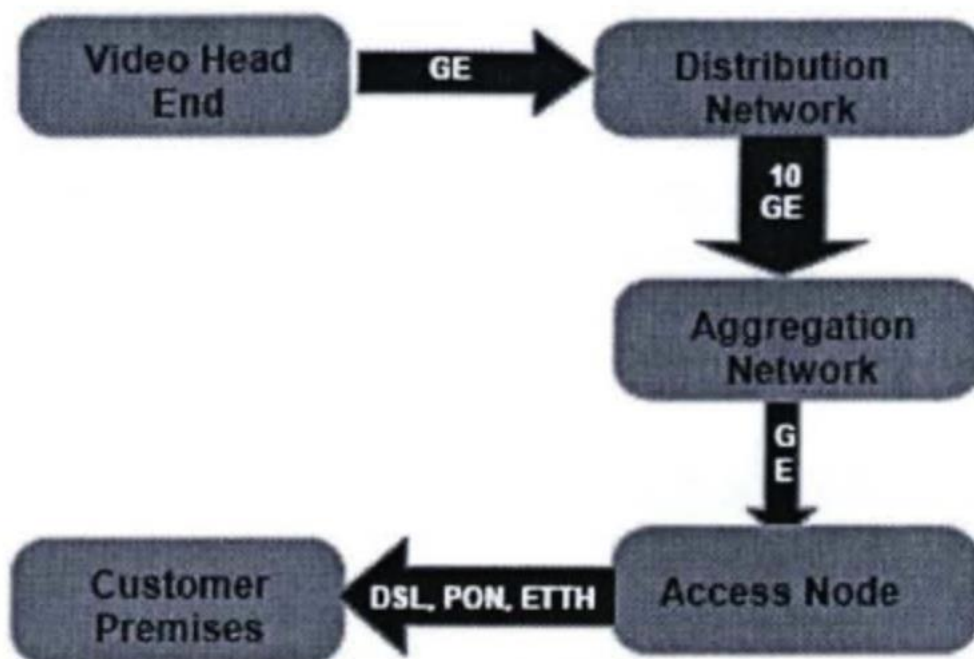 Video Head
End
GE
Distribution
Network
10
GE
Aggregation
Network
G
E
Access Node
DSL, PON, ETTH
Customer
Premises